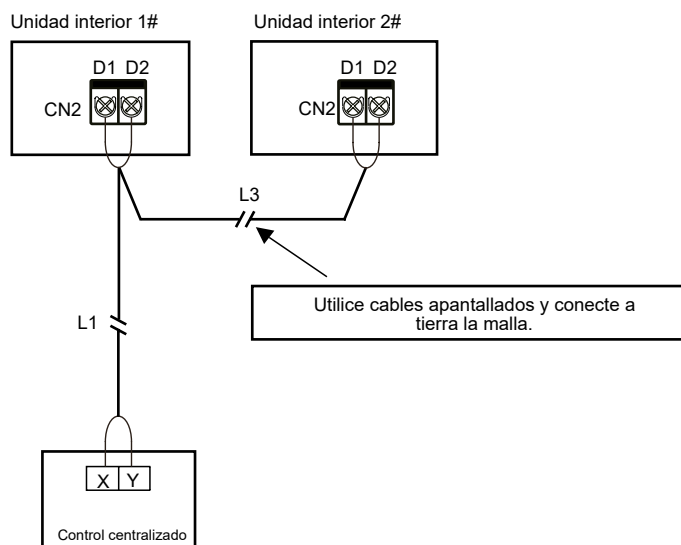 Unidad interior 1#
Unidad interior 2#
D1 D2
D1 D2
CN2
CN2
L3
Utilice cables apantallados y conecte a
tierra la malla.
L1
X Y
Control centralizado